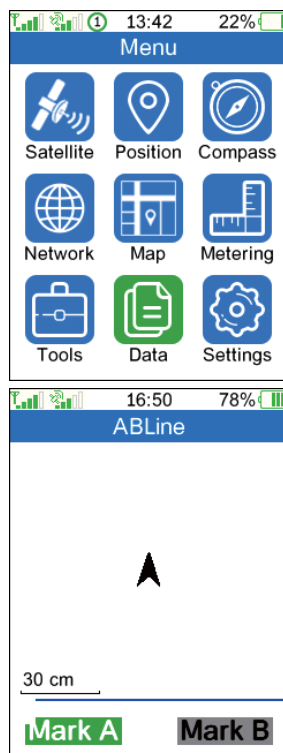 1 13:42 22%
Menu
Satellite Position Compass
Network Map Metering
Tools Data Settings
16:50 78%
ABLine
30 cm
Mark A Mark B